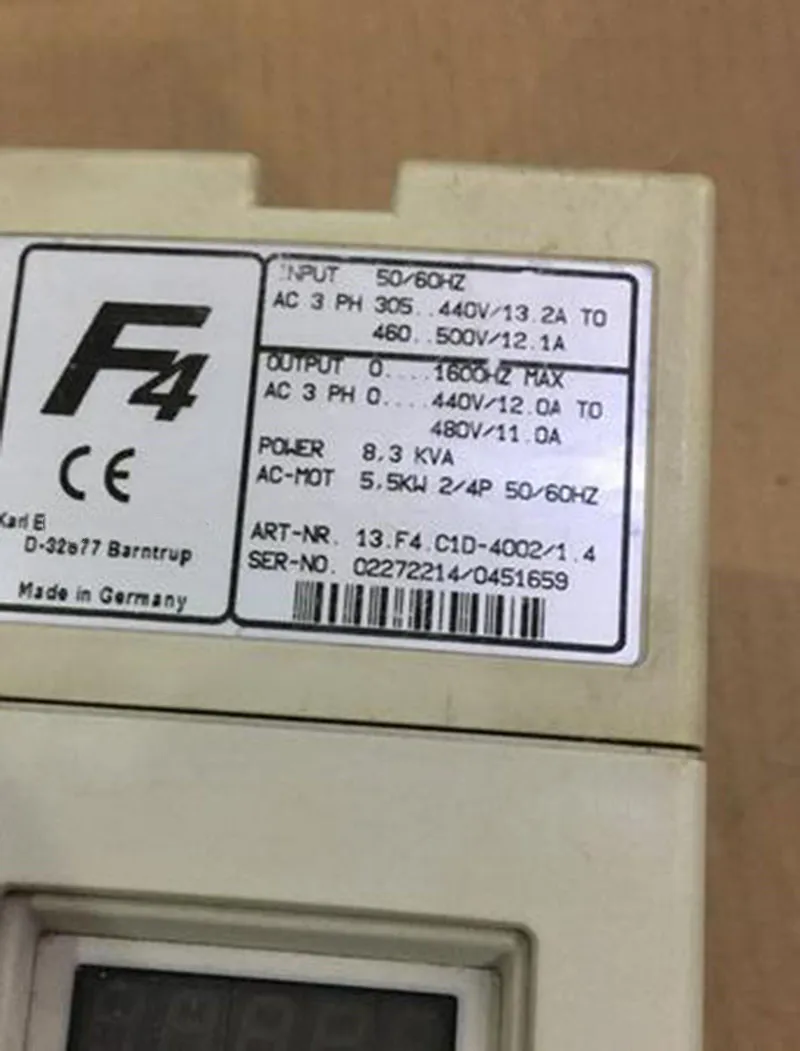 F4
CE
Karl
D-32677 Barntrup
Made in Germany
INPUT 50/60HZ
AC 3 PH 305..440V/13.2A TO
460..500V/12.1A
OUTPUT 0....1600HZ MAX
AC 3 PH 0....440V/12.0A TO
480V/11.0A
POWER 8,3 KVA
AC-MOT 5,5KW 2/4P 50/60HZ
ART-NR. 13.F4.C1D-4002/1.4
SER-NO. 02272214/0451659